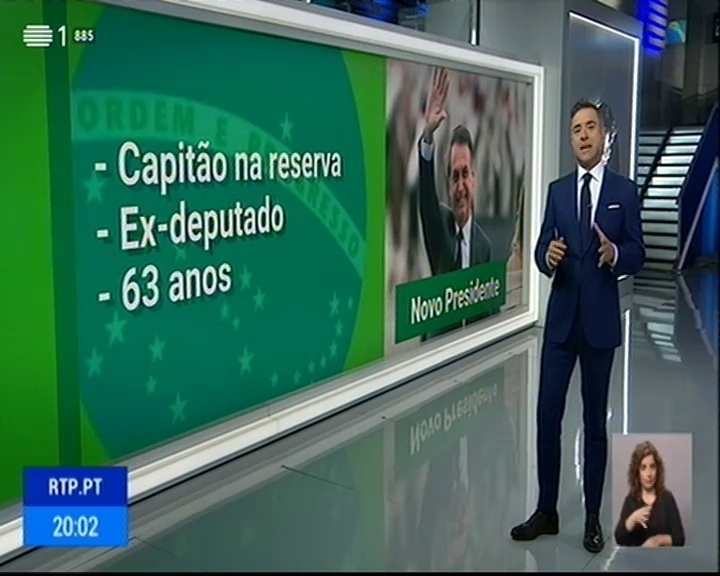 1 885
ORDEM E PROGRESSO
- Capitão na reserva
- Ex-deputado
- 63 anos
Novo Presidente
Novo Presidente
RTP.PT
20:02